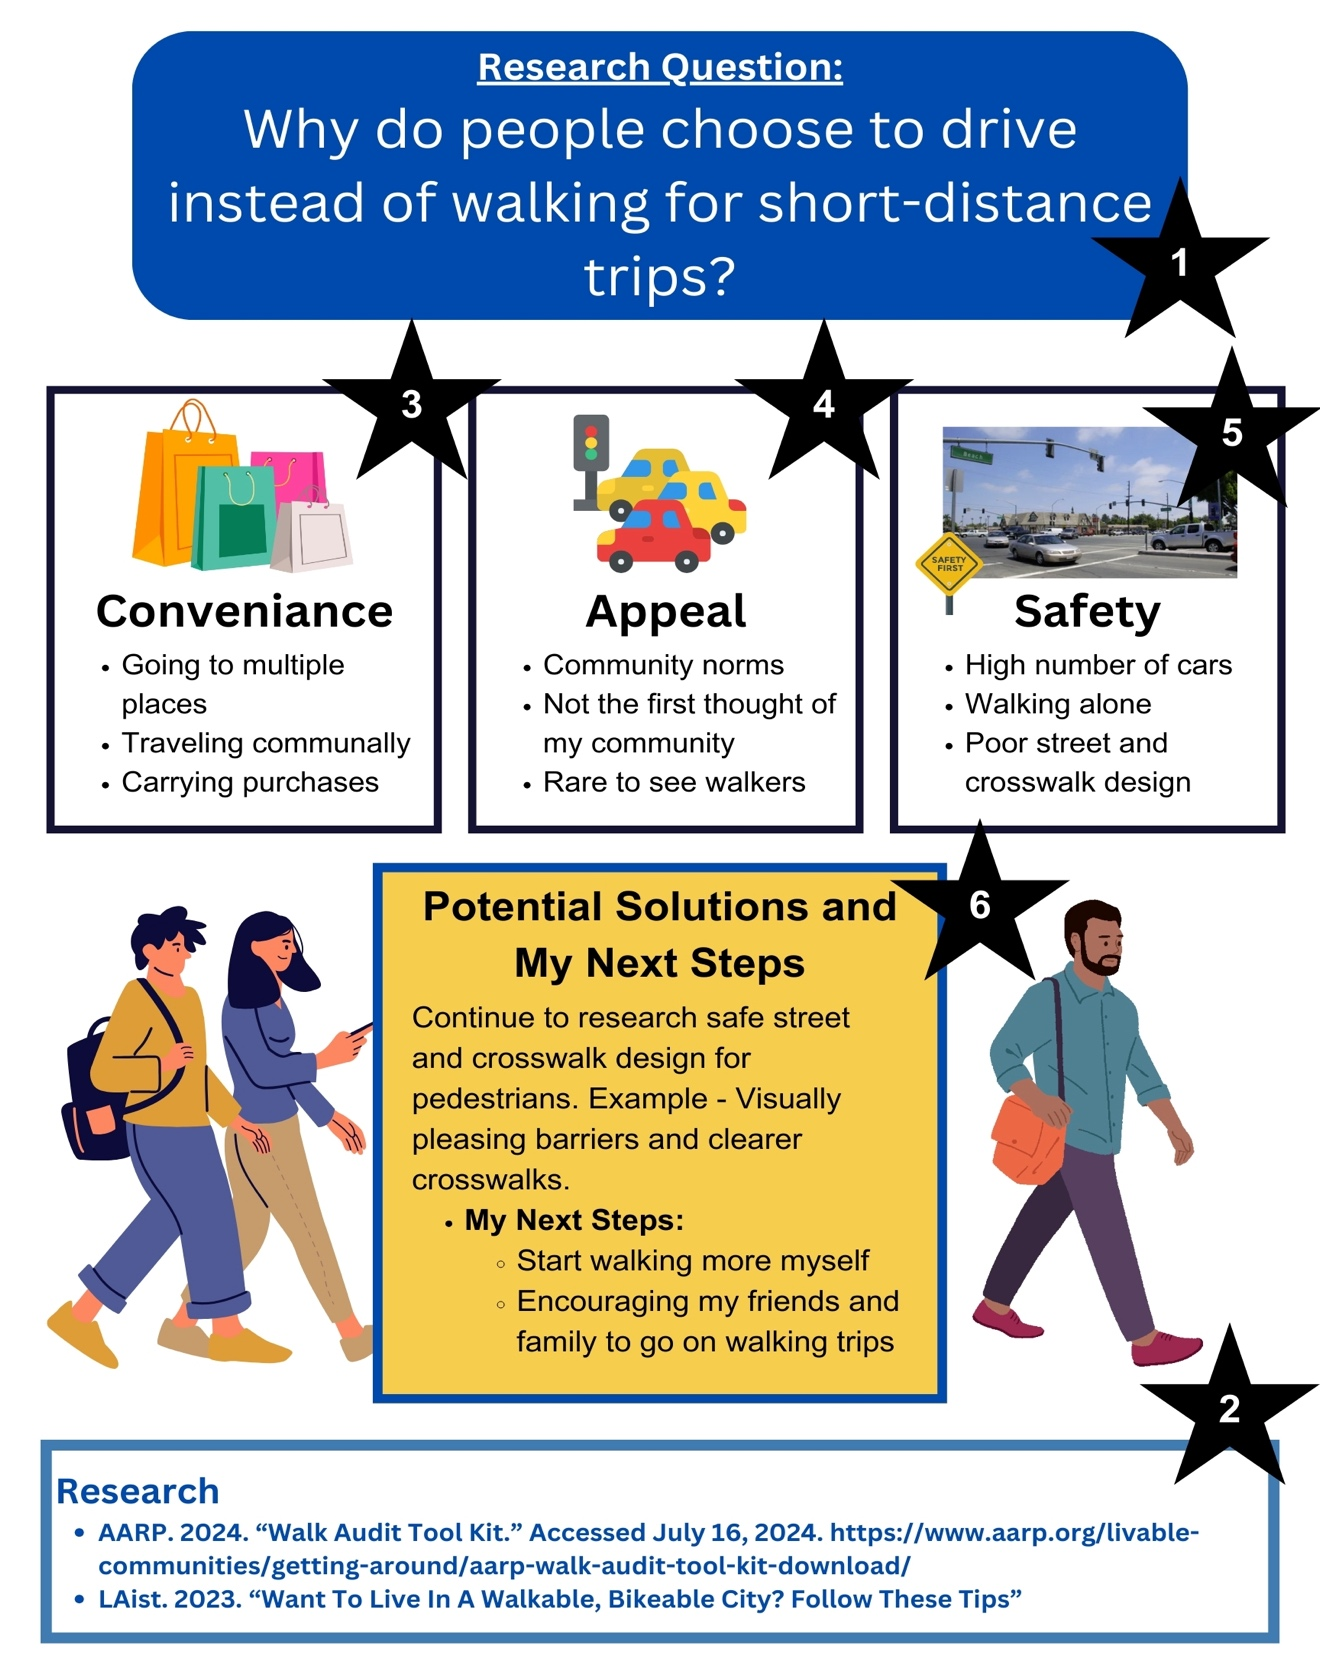 Research Question:
Why do people choose to drive
instead of walking for short-distance
trips?
1
3
Conveniance
• Going to multiple
places
• Traveling communally
• Carrying purchases
4
Appeal
• Community norms
• Not the first thought of
my community
• Rare to see walkers
5
Beach
SAFETY
FIRST
Safety
• High number of cars
• Walking alone
• Poor street and
crosswalk design
6
Potential Solutions and
My Next Steps
Continue to research safe street
and crosswalk design for
pedestrians. Example - Visually
pleasing barriers and clearer
crosswalks.
• My Next Steps:
◦ Start walking more myself
◦ Encouraging my friends and
family to go on walking trips
2
Research
• AARP. 2024. “Walk Audit Tool Kit.” Accessed July 16, 2024. https://www.aarp.org/livable-
communities/getting-around/aarp-walk-audit-tool-kit-download/
• LAist. 2023. “Want To Live In A Walkable, Bikeable City? Follow These Tips”